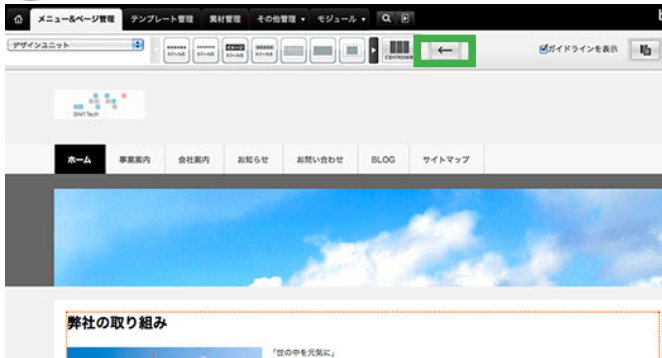 メニュー&ページ管理 テンプレート管理 素材管理 その他管理 ▾ モジュール ▾
デザインユニット
ガイドラインを表示
Shift Tech
ホーム 事業案内 会社案内 お知らせ お問い合わせ BLOG サイトマップ
弊社の取り組み
「世の中を元気に」